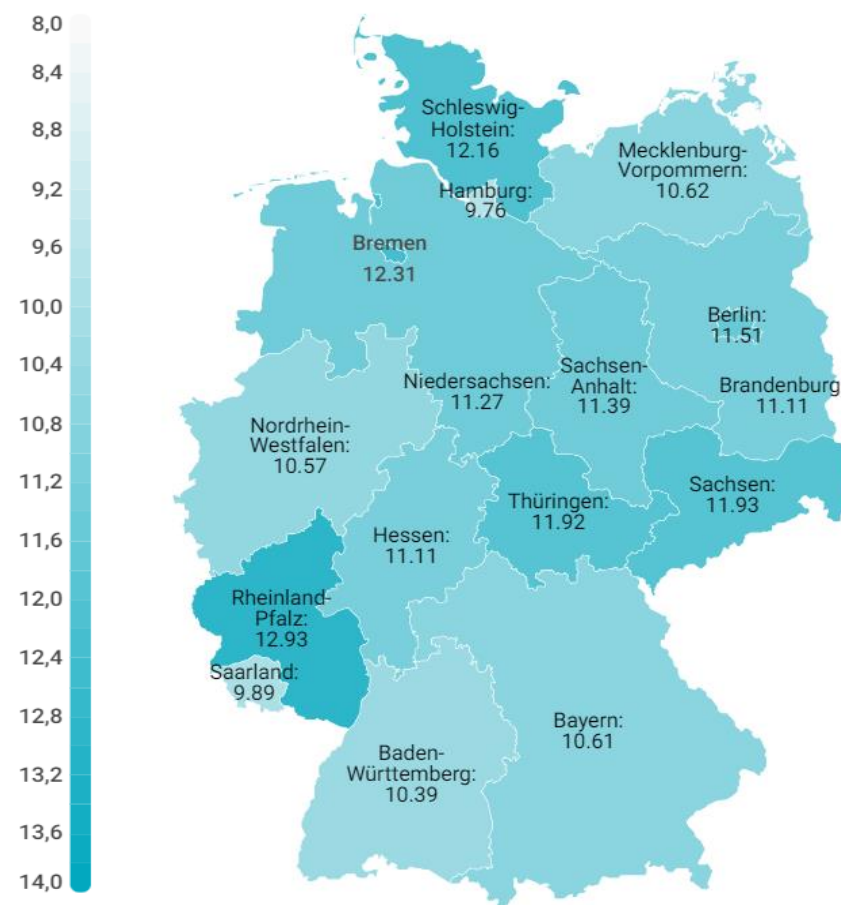 8,0
8,4
8,8
9,2
9,6
10,0
10,4
10,8
11,2
11,6
12,0
12,4
12,8
13,2
13,6
14,0
Schleswig-
Holstein:
12.16
Mecklenburg-
Vorpommern:
10.62
Hamburg:
9.76
Bremen
12.31
Berlin:
11.51
Niedersachsen:
11.27
Sachsen-
Anhalt:
11.39
Brandenburg
11.11
Nordrhein-
Westfalen:
10.57
Sachsen:
11.93
Thüringen:
11.92
Hessen:
11.11
Rheinland-
Pfalz:
12.93
Saarland:
9.89
Bayern:
10.61
Baden-
Württemberg:
10.39